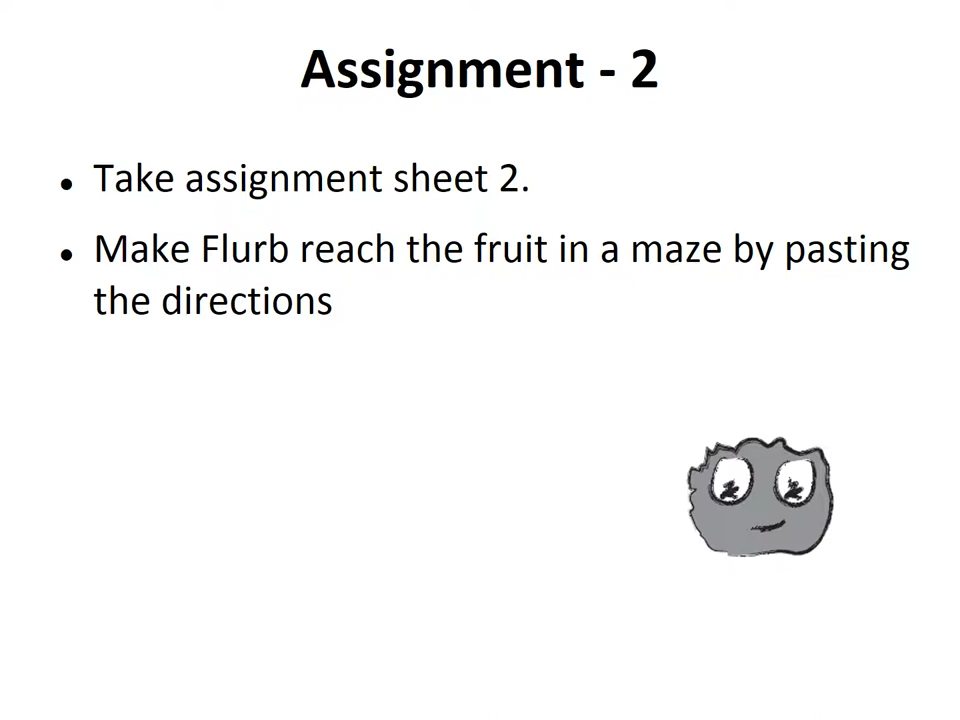 Assignment - 2
• Take assignment sheet 2.
• Make Flurb reach the fruit in a maze by pasting
the directions